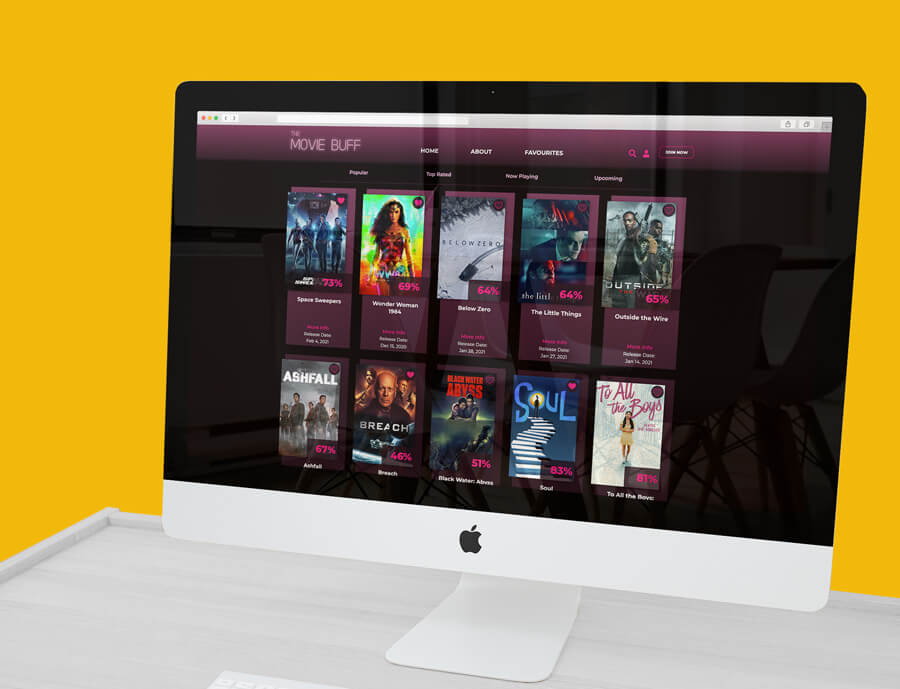 THE
MOVIE BUFF
HOME
ABOUT
FAVOURITES
JOIN NOW
Popular
Top Rated
Now Playing
Upcoming
73%
Space Sweepers
More Info
Release Date:
Feb 4, 2021
69%
Wonder Woman
1984
More Info
Release Date:
Dec 15, 2020
BELOW ZERO
64%
Below Zero
More Info
Release Date:
Jan 28, 2021
the little
64%
The Little Things
More Info
Release Date:
Jan 27, 2021
OUTSIDE
65%
Outside the Wire
More Info
Release Date:
Jan 14, 2021
ASHFALL
67%
Ashfall
BREACH
46%
Breach
BLACK WATER
ABYSS
51%
Black Water: Abyss
SOUL
83%
Soul
To All
the Boys
81%
To All the Boys: